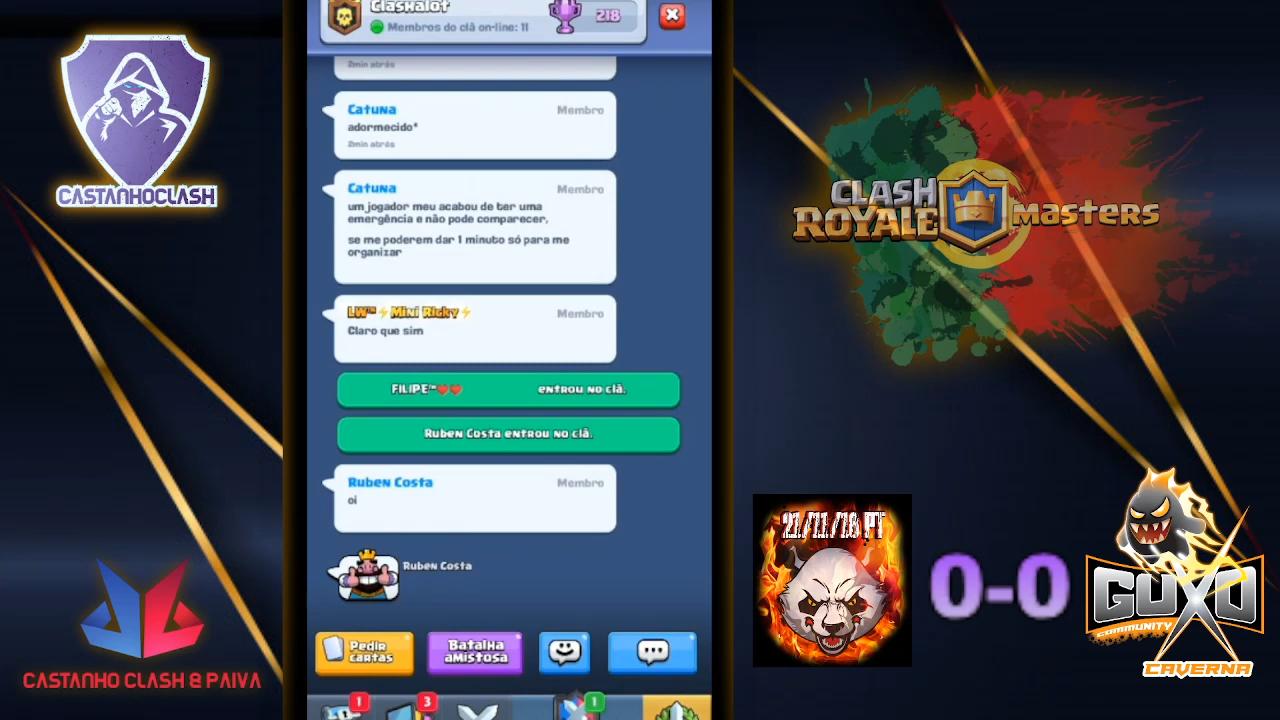 Clashalot
Membros do clã on-line: 11
218
2min atrás
Catuna
Membro
adormecido*
2min atrás
Catuna
Membro
um jogador meu acabou de ter uma
emergência e não pode comparecer,
se me poderem dar 1 minuto só para me
organizar
LW™⚡Mini Ricky⚡
Membro
Claro que sim
FILIPE™❤️❤️ entrou no clã.
Ruben Costa entrou no clã.
Ruben Costa
Membro
oi
Ruben Costa
Pedir
cartas
Batalha
amistosa
1
3
1
CASTANHOCLASH
CASTANHO CLASH & PAIVA
CLASH
ROYALE
MASTERS
21/11/18 PT
0-0
GUXO
COMMUNITY
CAVERNA